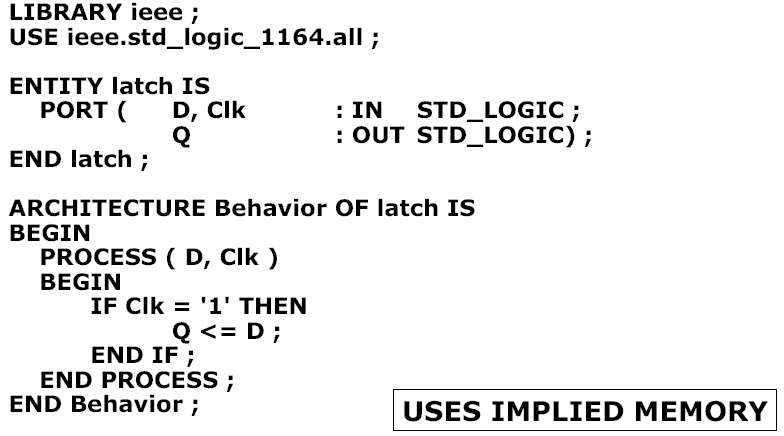 LIBRARY ieee ;
USE ieee.std_logic_1164.all ;
ENTITY latch IS
PORT ( D, Clk : IN STD_LOGIC ;
Q : OUT STD_LOGIC) ;
END latch ;
ARCHITECTURE Behavior OF latch IS
BEGIN
PROCESS ( D, Clk )
BEGIN
IF Clk = '1' THEN
Q <= D ;
END IF ;
END PROCESS ;
END Behavior ;
USES IMPLIED MEMORY